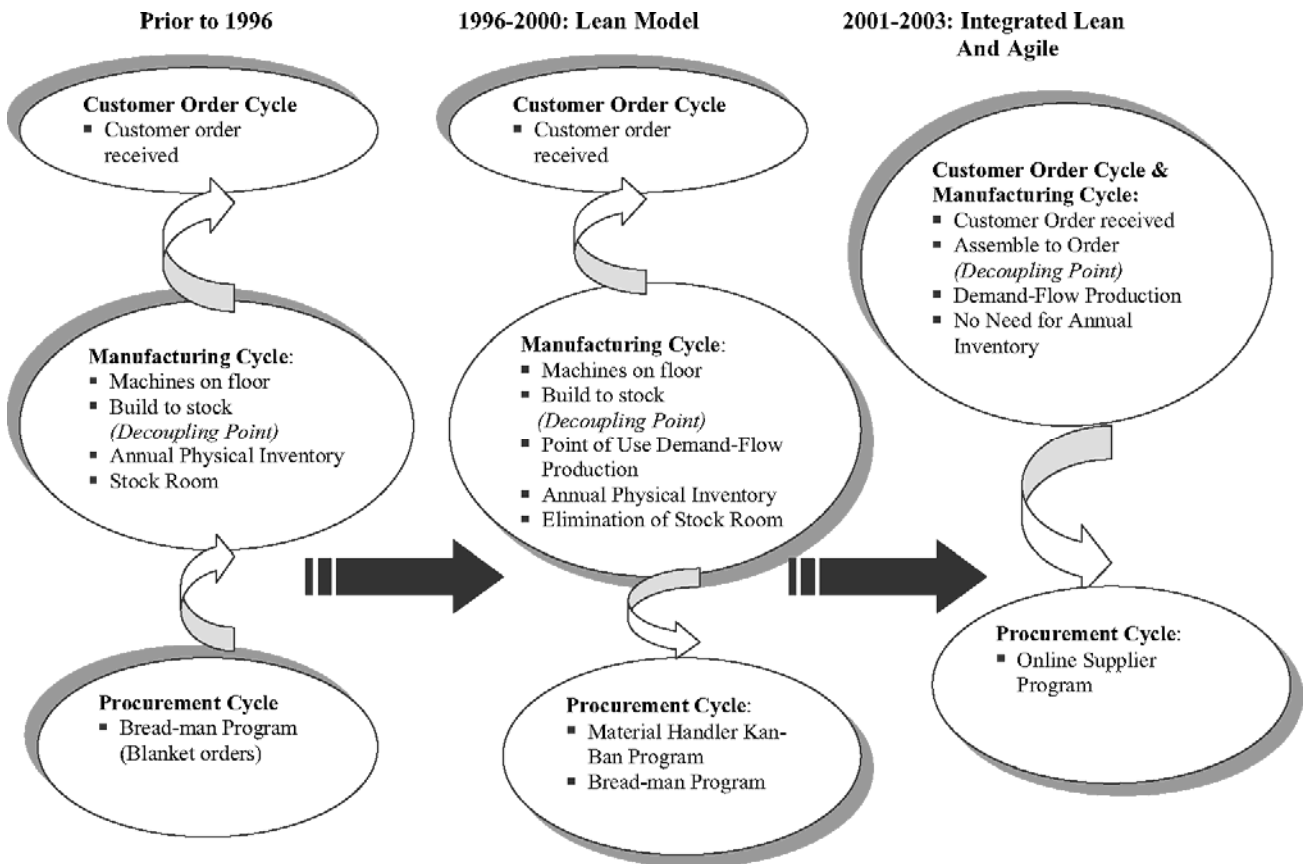 Prior to 1996
Customer Order Cycle
▪ Customer order
received
Manufacturing Cycle:
▪ Machines on floor
▪ Build to stock
(Decoupling Point)
▪ Annual Physical Inventory
▪ Stock Room
Procurement Cycle
▪ Bread-man Program
(Blanket orders)
1996-2000: Lean Model
Customer Order Cycle
▪ Customer order
received
Manufacturing Cycle:
▪ Machines on floor
▪ Build to stock
(Decoupling Point)
▪ Point of Use Demand-Flow
Production
▪ Annual Physical Inventory
▪ Elimination of Stock Room
Procurement Cycle:
▪ Material Handler Kan-
Ban Program
▪ Bread-man Program
2001-2003: Integrated Lean
And Agile
Customer Order Cycle &
Manufacturing Cycle:
▪ Customer Order received
▪ Assemble to Order
(Decoupling Point)
▪ Demand-Flow Production
▪ No Need for Annual
Inventory
Procurement Cycle:
▪ Online Supplier
Program